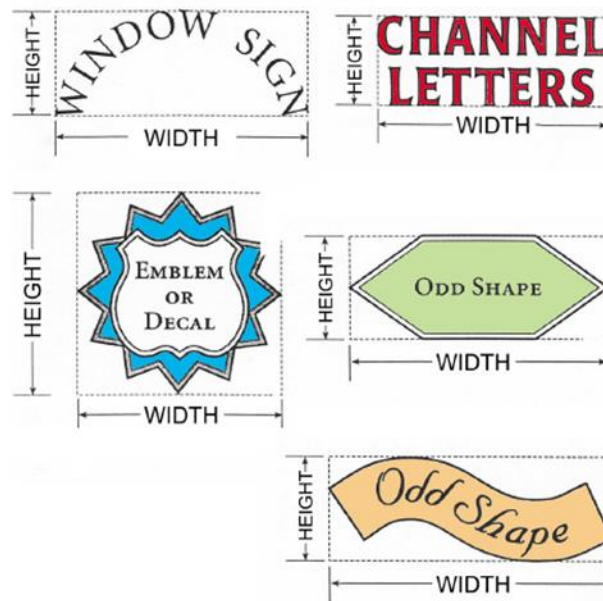 HEIGHT
WINDOW SIGN
WIDTH
HEIGHT
CHANNEL
LETTERS
WIDTH
HEIGHT
EMBLEM
OR
DECAL
WIDTH
HEIGHT
ODD SHAPE
WIDTH
HEIGHT
Odd Shape
WIDTH